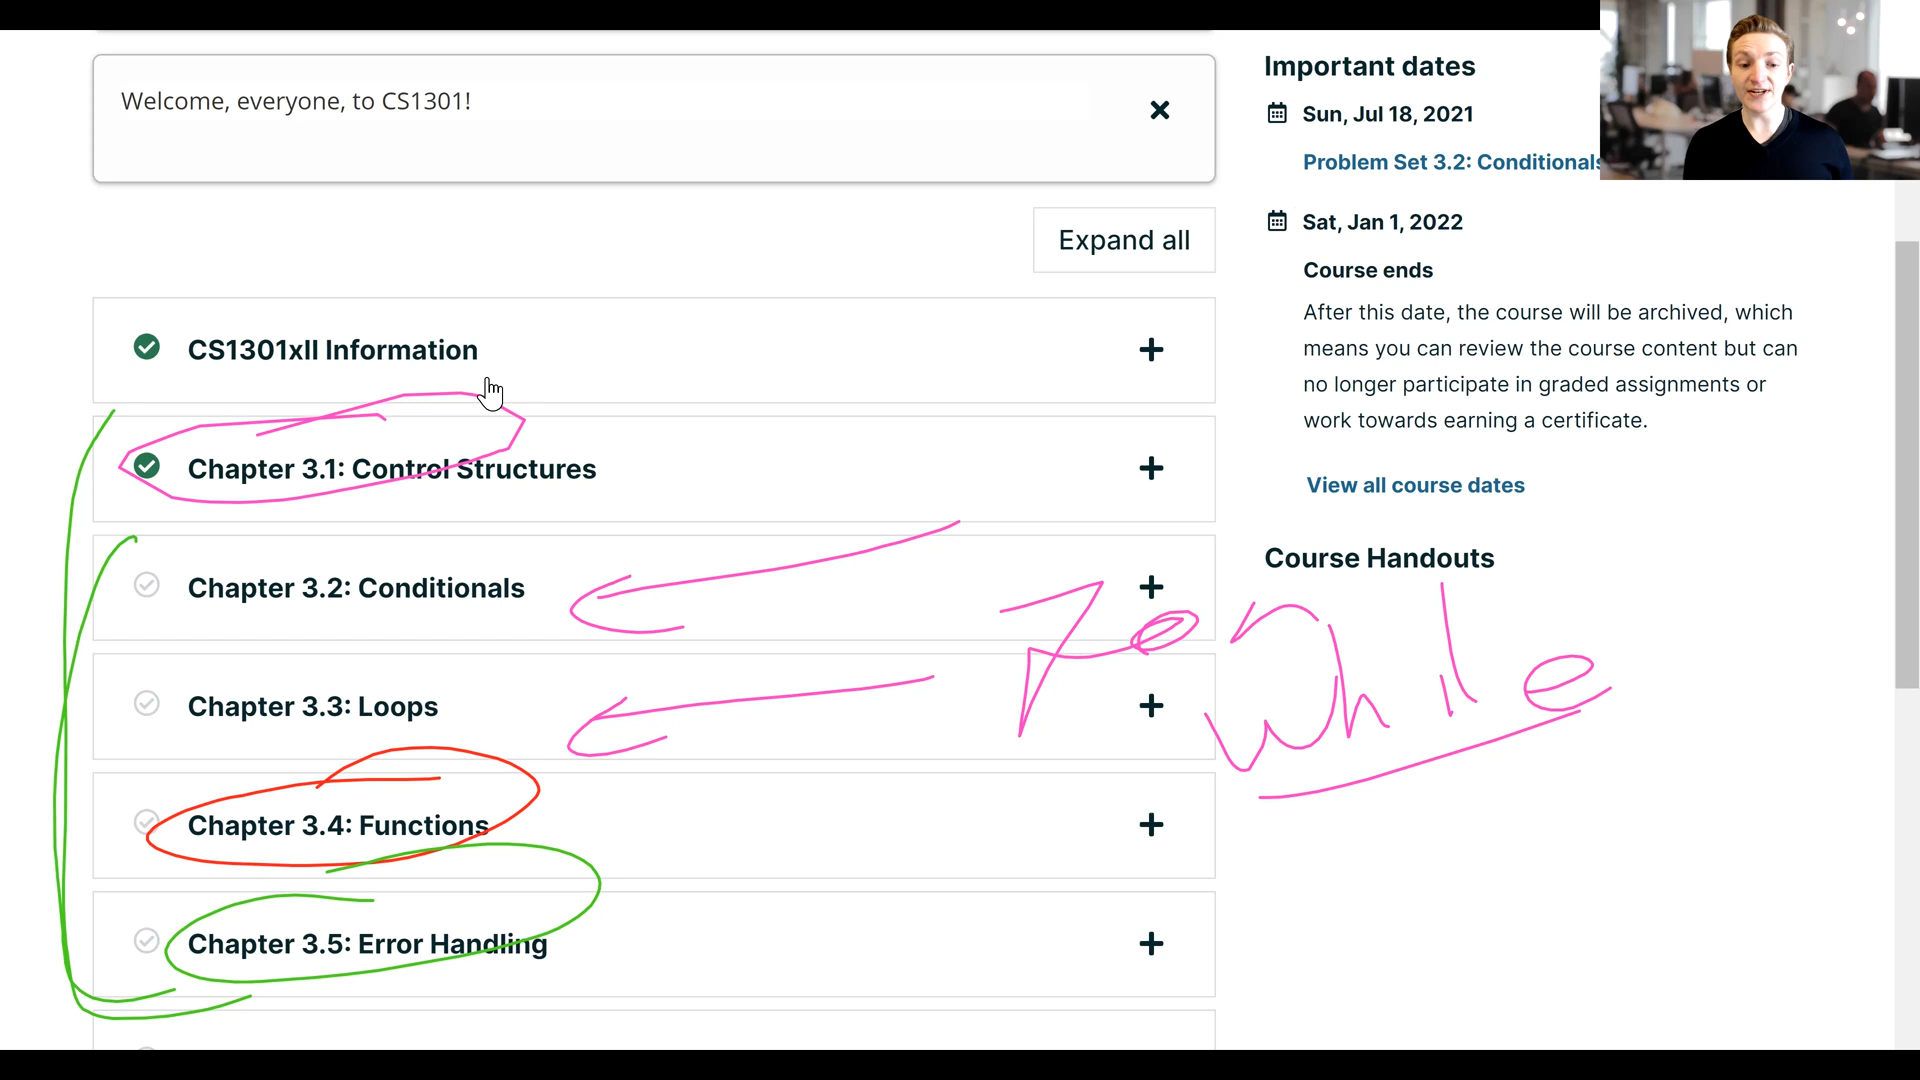 Welcome, everyone, to CS1301!
Expand all
CS1301xII Information
Chapter 3.1: Control Structures
Chapter 3.2: Conditionals
Chapter 3.3: Loops
Chapter 3.4: Functions
Chapter 3.5: Error Handling
Important dates
Sun, Jul 18, 2021
Problem Set 3.2: Conditionals
Sat, Jan 1, 2022
Course ends
After this date, the course will be archived, which
means you can review the course content but can
no longer participate in graded assignments or
work towards earning a certificate.
View all course dates
Course Handouts
While